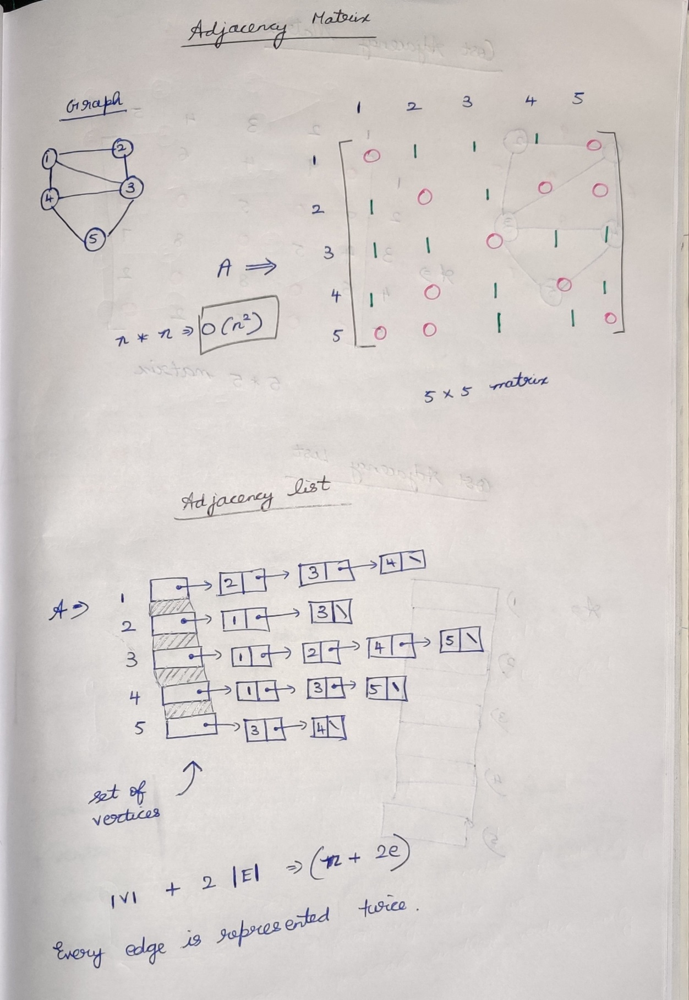 Adjacency Matrix
Graph
1 2 3 4 5
1 2 3 4 5
1 0 1 1 1 0
2 1 0 1 0 0
3 1 1 0 1 1
4 1 0 1 0 1
5 0 0 1 1 0
A ⇒
n * n ⇒ O(n²)
5 × 5 matrix
Adjacency list
A ⇒
1 → 2 → 3 → 4 \
2 → 1 → 3 \
3 → 1 → 2 → 4 → 5 \
4 → 1 → 3 → 5 \
5 → 3 → 4 \
set of
vertices
|V| + 2 |E| ⇒ (n + 2e)
Every edge is represented twice.